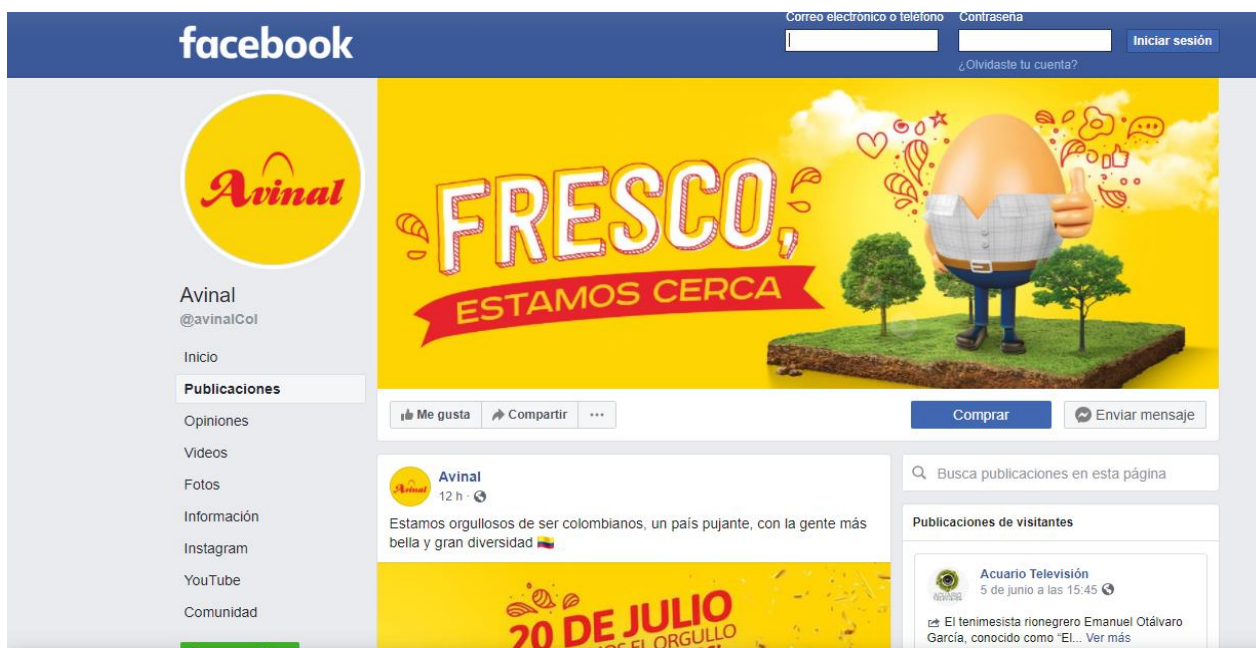 facebook
Correo electrónico o teléfono
Contraseña
Iniciar sesión
¿Olvidaste tu cuenta?
Avinal
Avinal
@avinalCol
Inicio
Publicaciones
Opiniones
Videos
Fotos
Información
Instagram
YouTube
Comunidad
FRESCO,
ESTAMOS CERCA
Me gusta
Compartir
Comprar
Enviar mensaje
Avinal
Avinal
12 h ·
Estamos orgullosos de ser colombianos, un país pujante, con la gente más
bella y gran diversidad 🇨🇴
20 DE JULIO
EL ORGULLO
Busca publicaciones en esta página
Publicaciones de visitantes
Acuario Televisión
5 de junio a las 15:45
El tenimesista rionegrero Emanuel Otálvaro
García, conocido como “El... Ver más